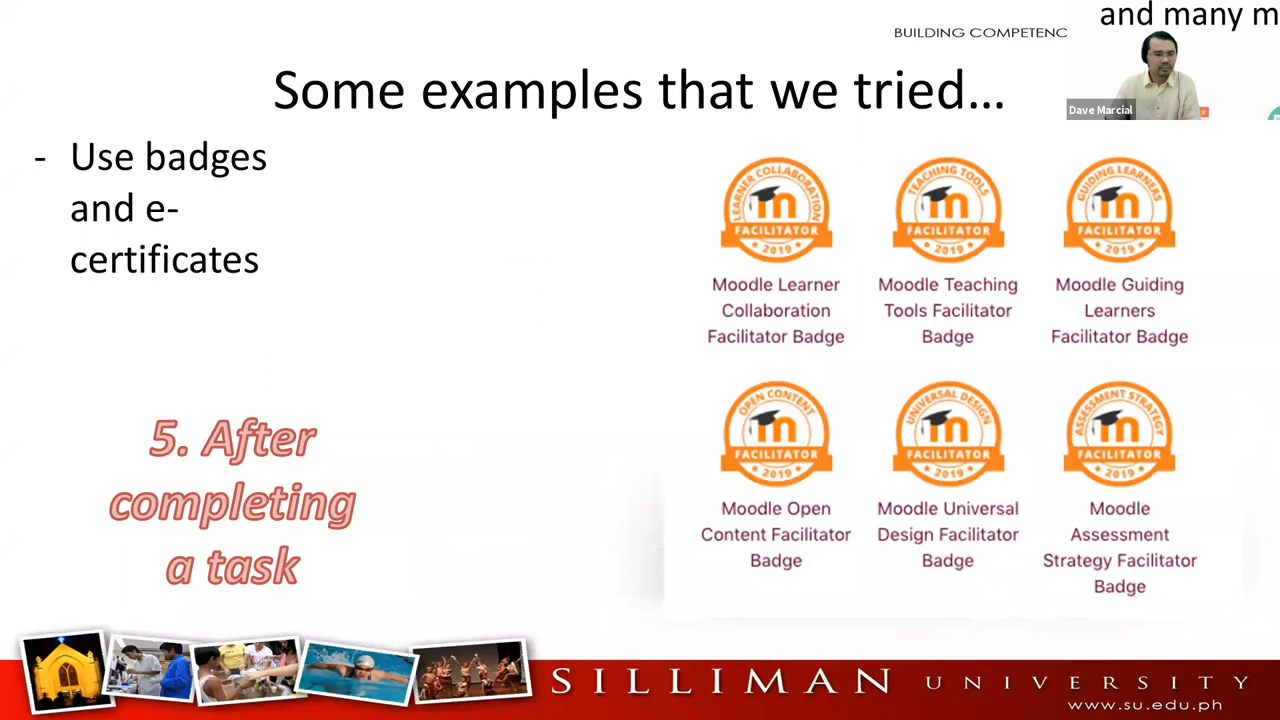 and many m
BUILDING COMPETENC
Dave Marcial
Some examples that we tried...
- Use badges
and e-
certificates
LEARNER COLLABORATION
FACILITATOR
2019
TEACHING TOOLS
FACILITATOR
2019
GUIDING LEARNERS
FACILITATOR
2019
Moodle Learner
Collaboration
Facilitator Badge
Moodle Teaching
Tools Facilitator
Badge
Moodle Guiding
Learners
Facilitator Badge
OPEN CONTENT
FACILITATOR
2019
UNIVERSAL DESIGN
FACILITATOR
2019
ASSESSMENT STRATEGY
FACILITATOR
2019
Moodle Open
Content Facilitator
Badge
Moodle Universal
Design Facilitator
Badge
Moodle
Assessment
Strategy Facilitator
Badge
5. After
completing
a task
SILLIMAN UNIVERSITY
www.su.edu.ph